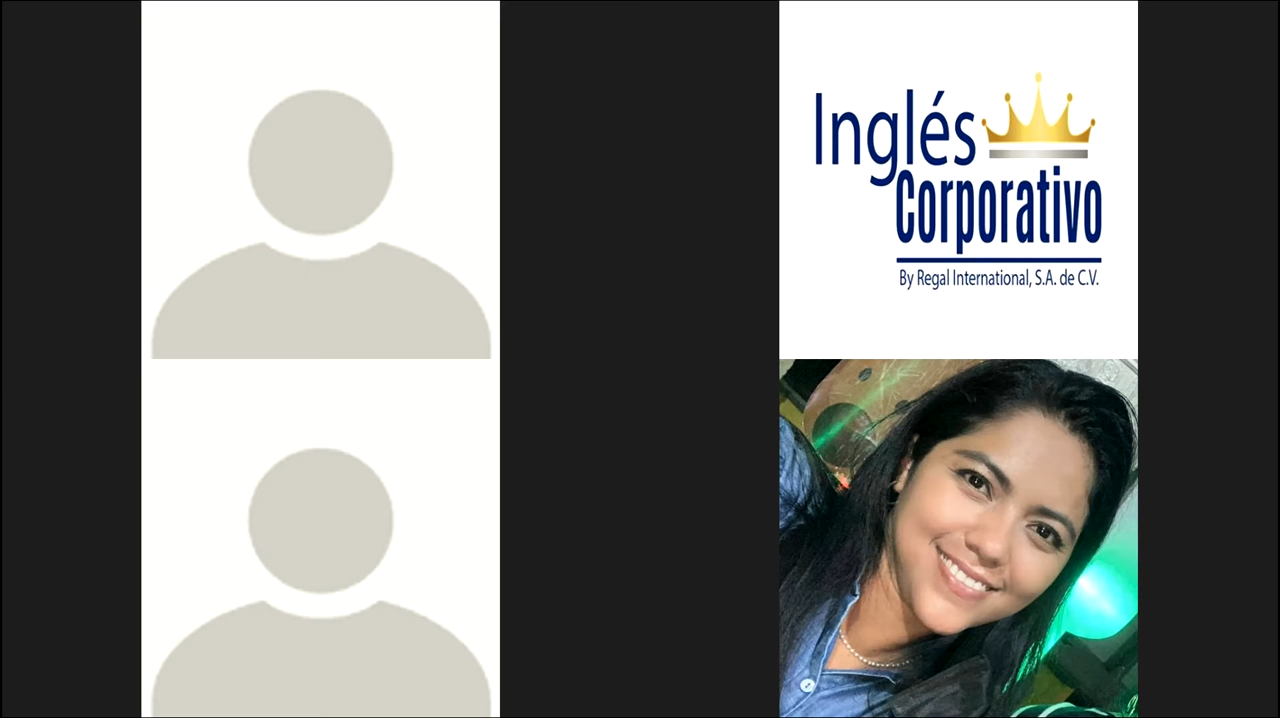 Inglés
Corporativo
By Regal International, S.A. de C.V.